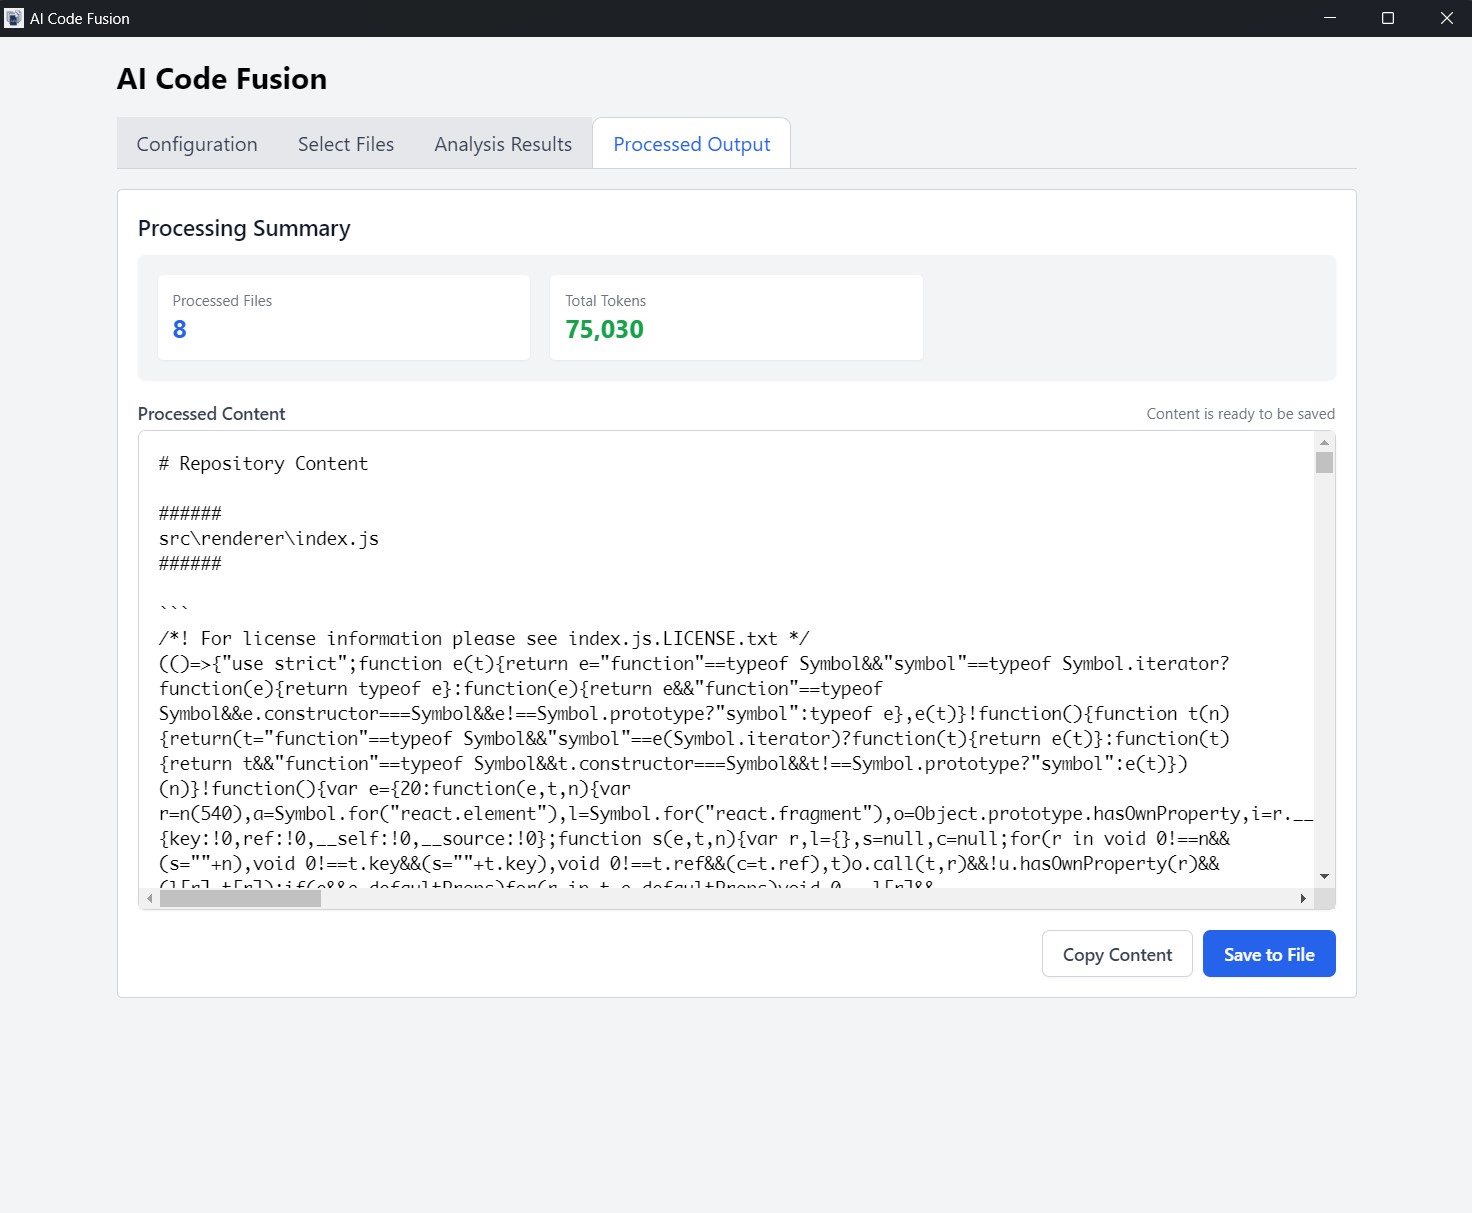 AI Code Fusion
AI Code Fusion
Configuration
Select Files
Analysis Results
Processed Output
Processing Summary
Processed Files
8
Total Tokens
75,030
Processed Content
Content is ready to be saved
# Repository Content
######
src\renderer\index.js
######
```
/*! For license information please see index.js.LICENSE.txt */
(()=>{"use strict";function e(t){return e="function"==typeof Symbol&&"symbol"==typeof Symbol.iterator?
function(e){return typeof e}:function(e){return e&&"function"==typeof
Symbol&&e.constructor===Symbol&&e!==Symbol.prototype?"symbol":typeof e},e(t)}!function(){function t(n)
{return(t="function"==typeof Symbol&&"symbol"==e(Symbol.iterator)?function(t){return e(t)}:function(t)
{return t&&"function"==typeof Symbol&&t.constructor===Symbol&&t!==Symbol.prototype?"symbol":e(t)})
(n)}!function(){var e={20:function(e,t,n){var
r=n(540),a=Symbol.for("react.element"),l=Symbol.for("react.fragment"),o=Object.prototype.hasOwnProperty,i=r.__
{key:!0,ref:!0,__self:!0,__source:!0};function s(e,t,n){var r,l={},s=null,c=null;for(r in void 0!==n&&
(s=""+n),void 0!==t.key&&(s=""+t.key),void 0!==t.ref&&(c=t.ref),t)o.call(t,r)&&!u.hasOwnProperty(r)&&
Copy Content
Save to File